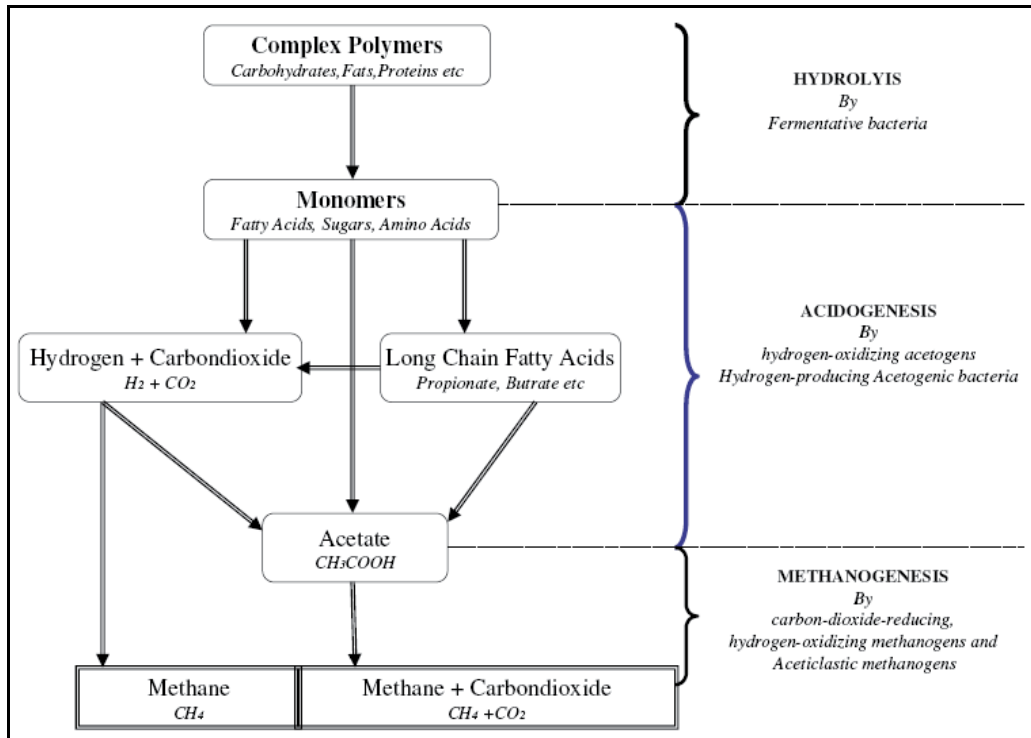 Complex Polymers
Carbohydrates,Fats,Proteins etc
HYDROLYIS
By
Fermentative bacteria
Monomers
Fatty Acids, Sugars, Amino Acids
Hydrogen + Carbondioxide
H₂ + CO₂
Long Chain Fatty Acids
Propionate, Butrate etc
ACIDOGENESIS
By
hydrogen-oxidizing acetogens
Hydrogen-producing Acetogenic bacteria
Acetate
CH₃COOH
METHANOGENESIS
By
carbon-dioxide-reducing,
hydrogen-oxidizing methanogens and
Aceticlastic methanogens
Methane
CH₄
Methane + Carbondioxide
CH₄ +CO₂